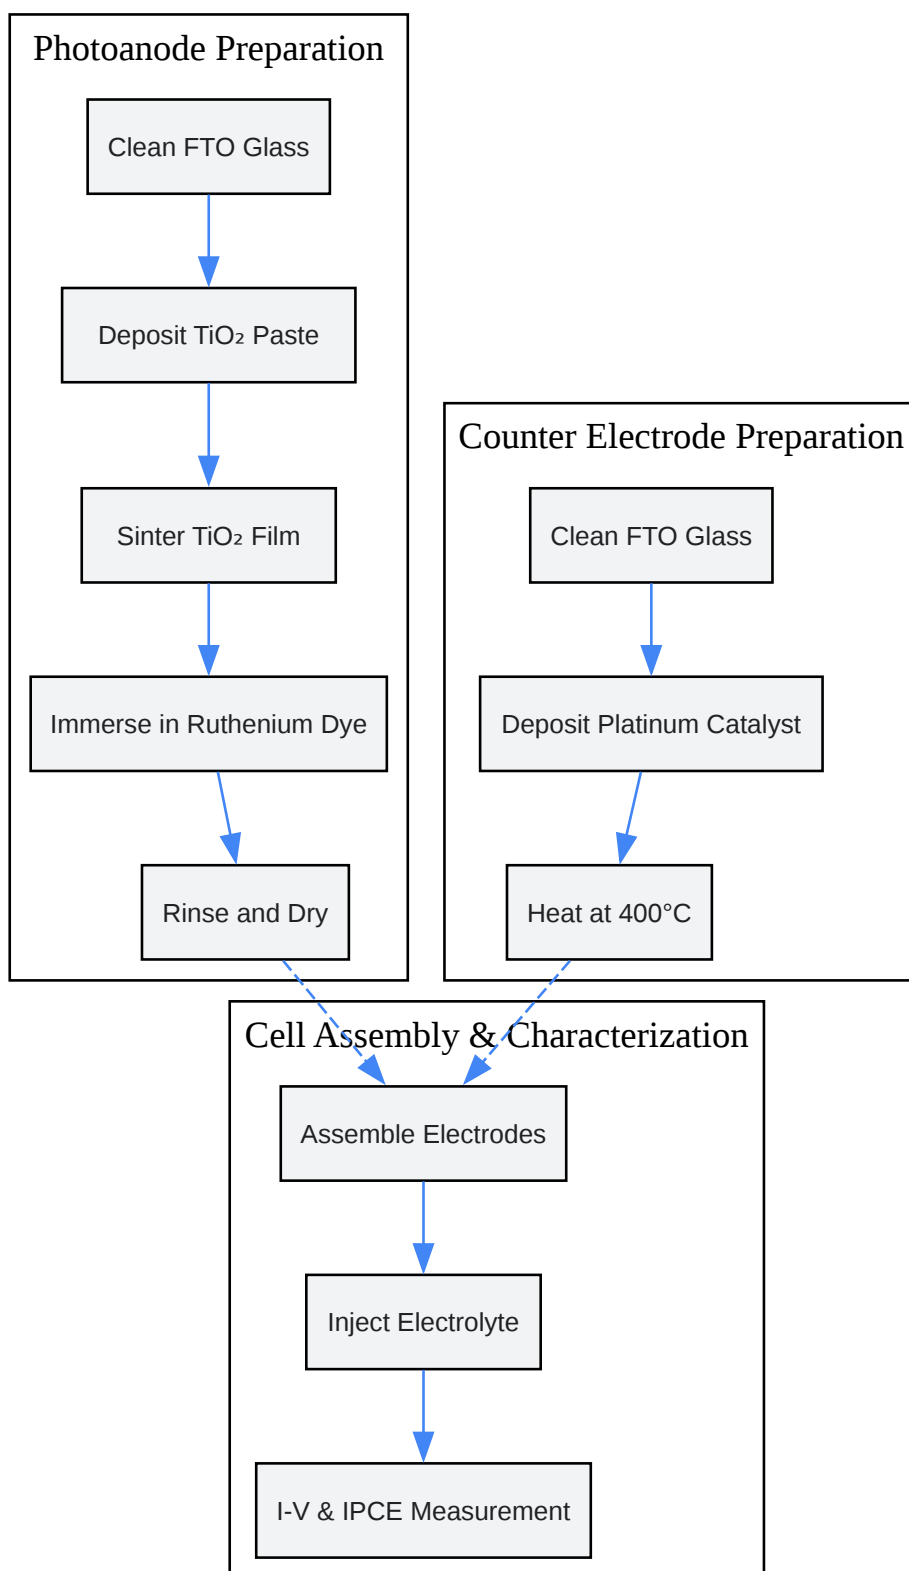 Photoanode Preparation
Clean FTO Glass
Deposit TiO₂ Paste
Sinter TiO₂ Film
Immerse in Ruthenium Dye
Rinse and Dry
Counter Electrode Preparation
Clean FTO Glass
Deposit Platinum Catalyst
Heat at 400°C
Cell Assembly & Characterization
Assemble Electrodes
Inject Electrolyte
I-V & IPCE Measurement